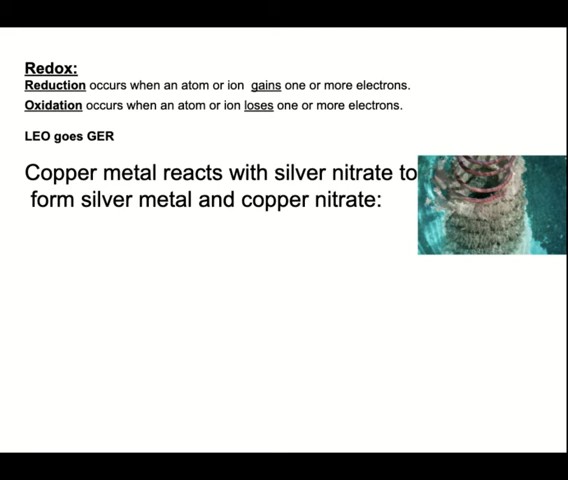 Redox:
Reduction occurs when an atom or ion gains one or more electrons.
Oxidation occurs when an atom or ion loses one or more electrons.
LEO goes GER
Copper metal reacts with silver nitrate to
form silver metal and copper nitrate: